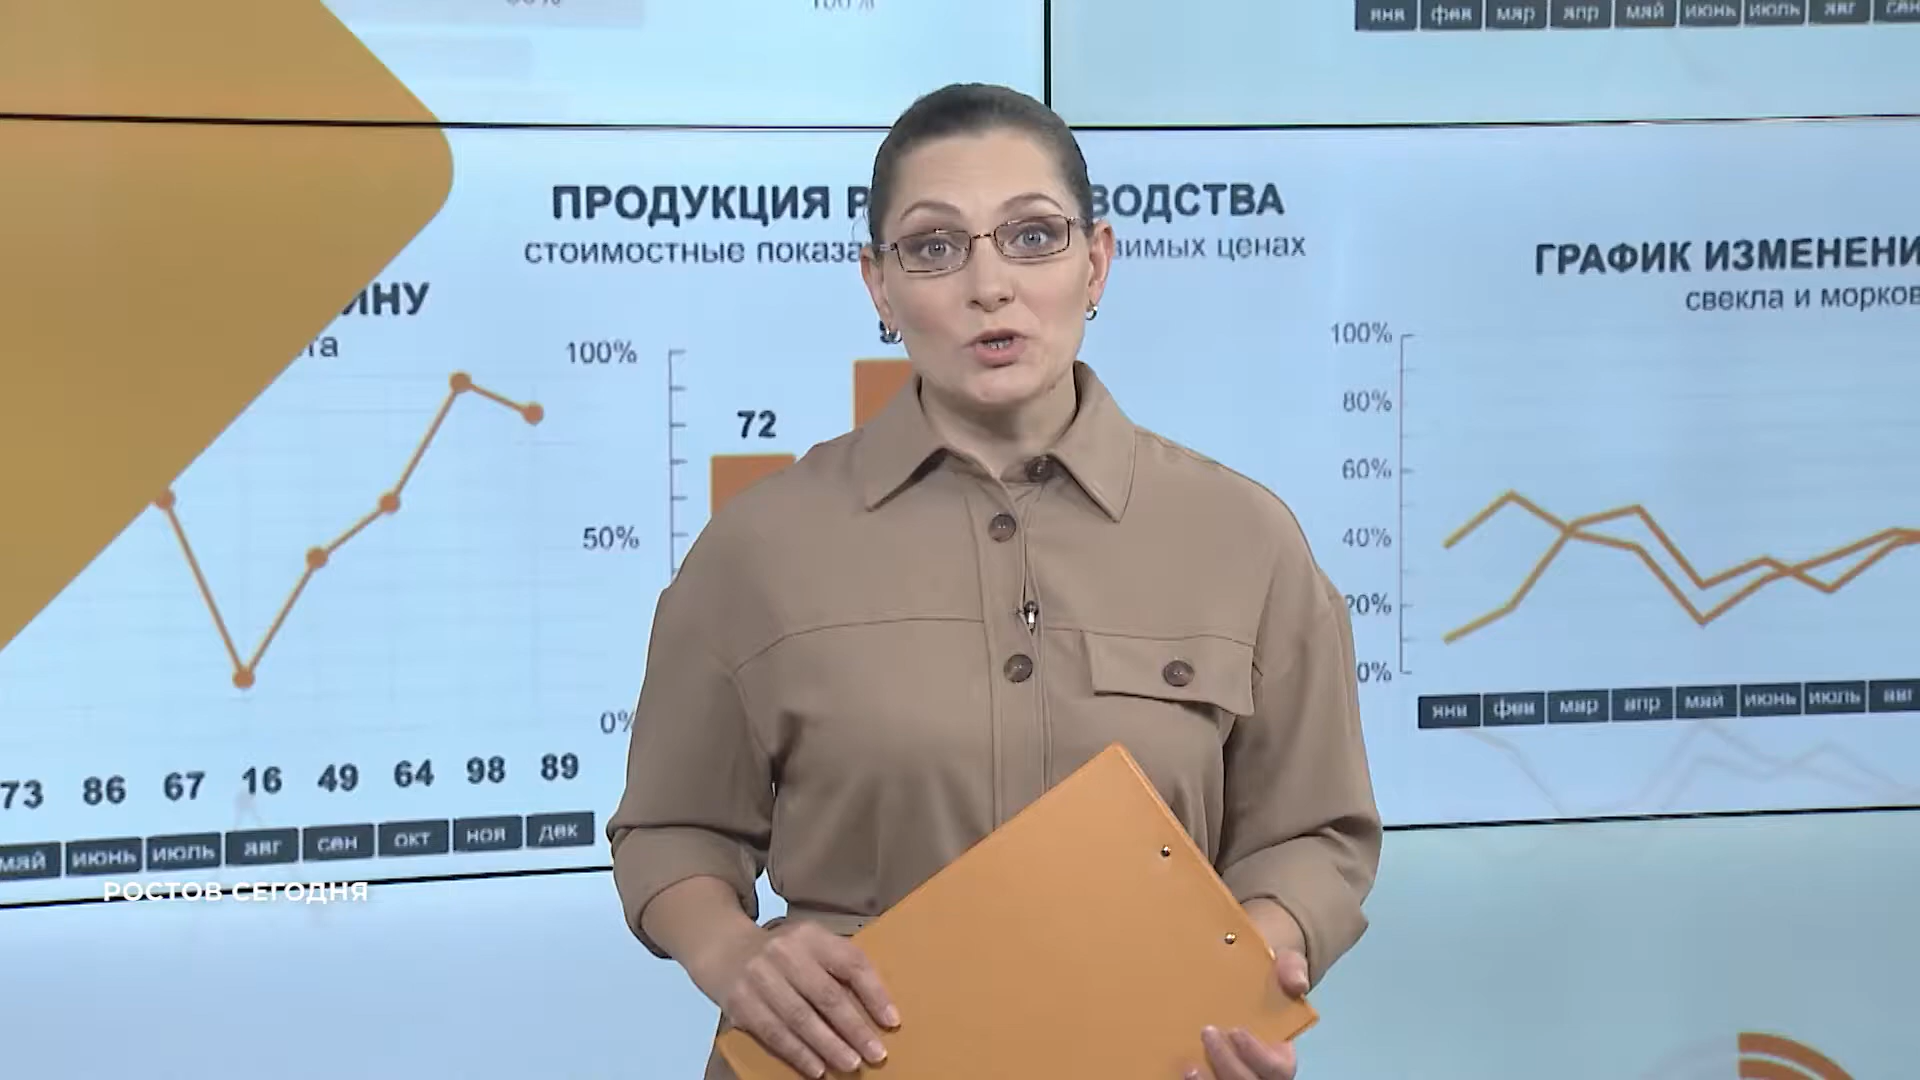 100%
янв фев мар апр май июнь июль авг сен
ПРОДУКЦИЯ Р ВОДСТВА
стоимостные показа ценах
ГРАФИК ИЗМЕНЕНИ
свекла и морков
ИНУ
та
100%
50%
0%
72
100%
80%
60%
40%
20%
0%
янв фев мар апр май июнь июль авг
73 86 67 16 49 64 98 89
май июнь июль авг сен окт ноя дек
РОСТОВ СЕГОДНЯ